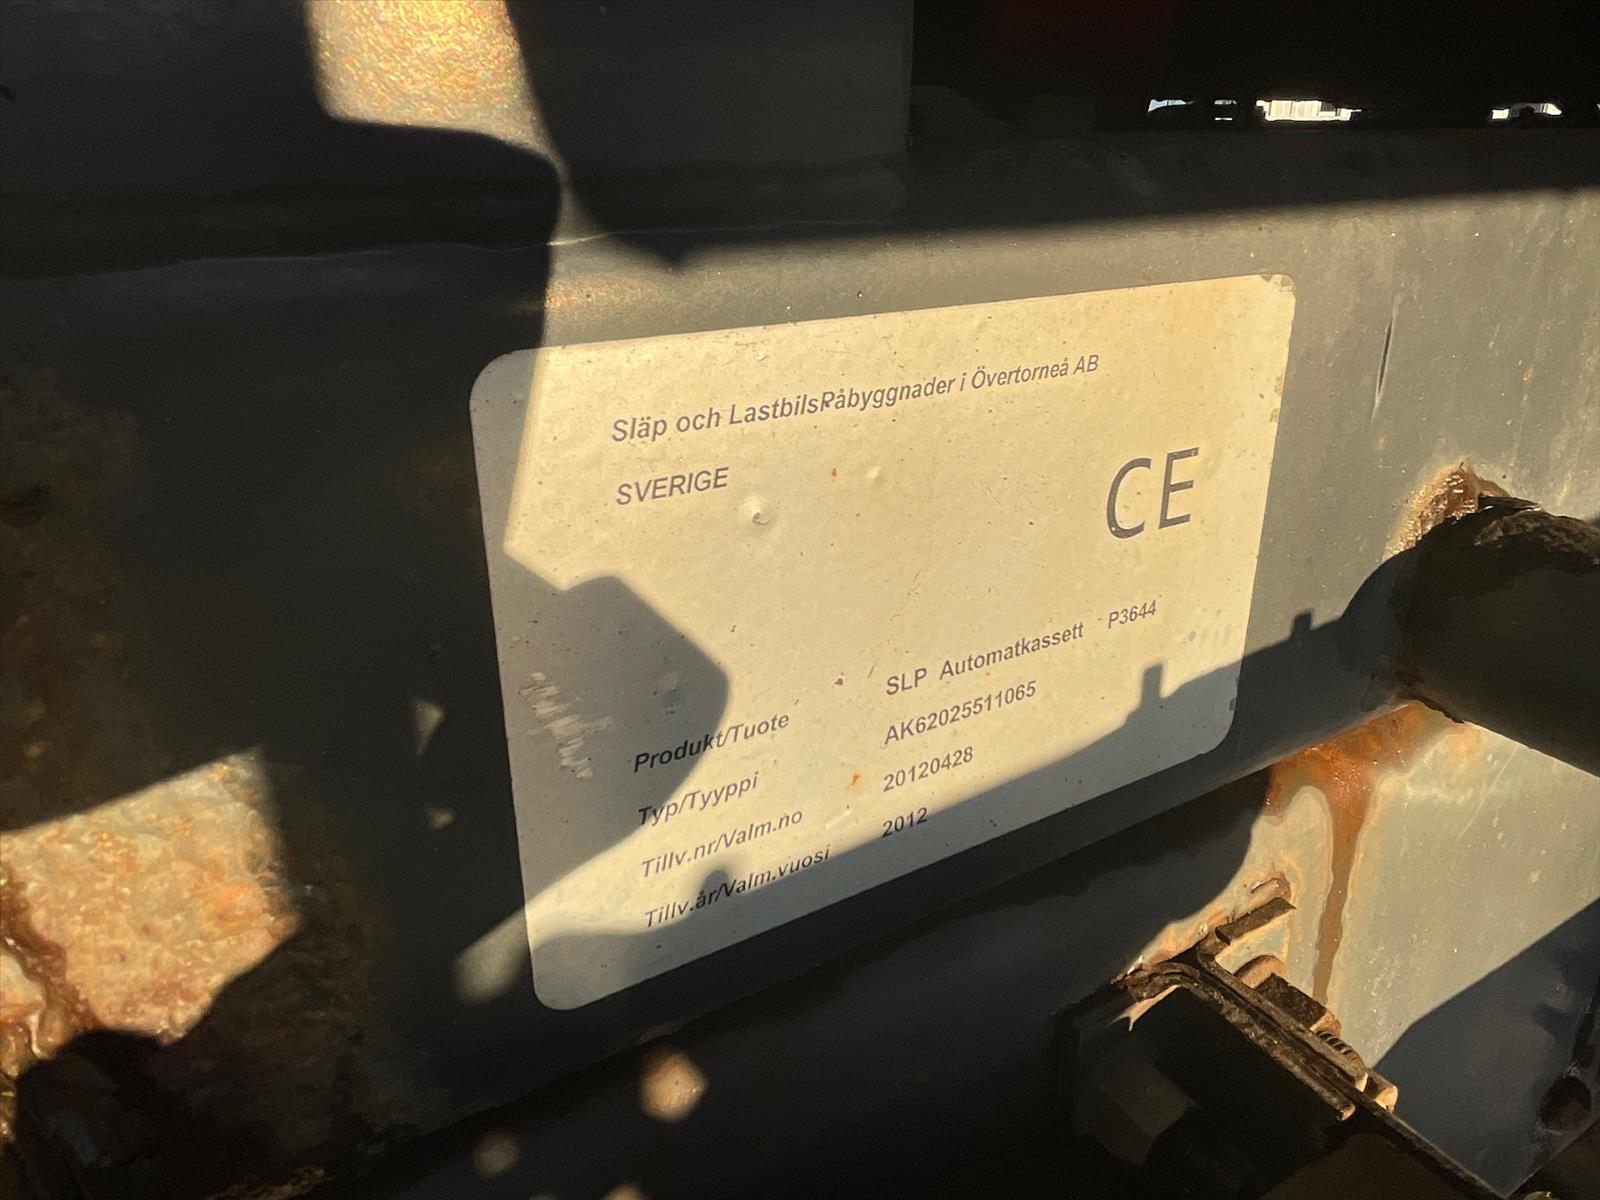 Släp och LastbilsPåbyggnader i Övertorneå AB
SVERIGE
CE
Produkt/Tuote SLP Automatkassett P3644
Typ/Tyyppi AK62025511065
Tillv.nr/Valm.no 20120428
Tillv.år/Valm.vuosi 2012